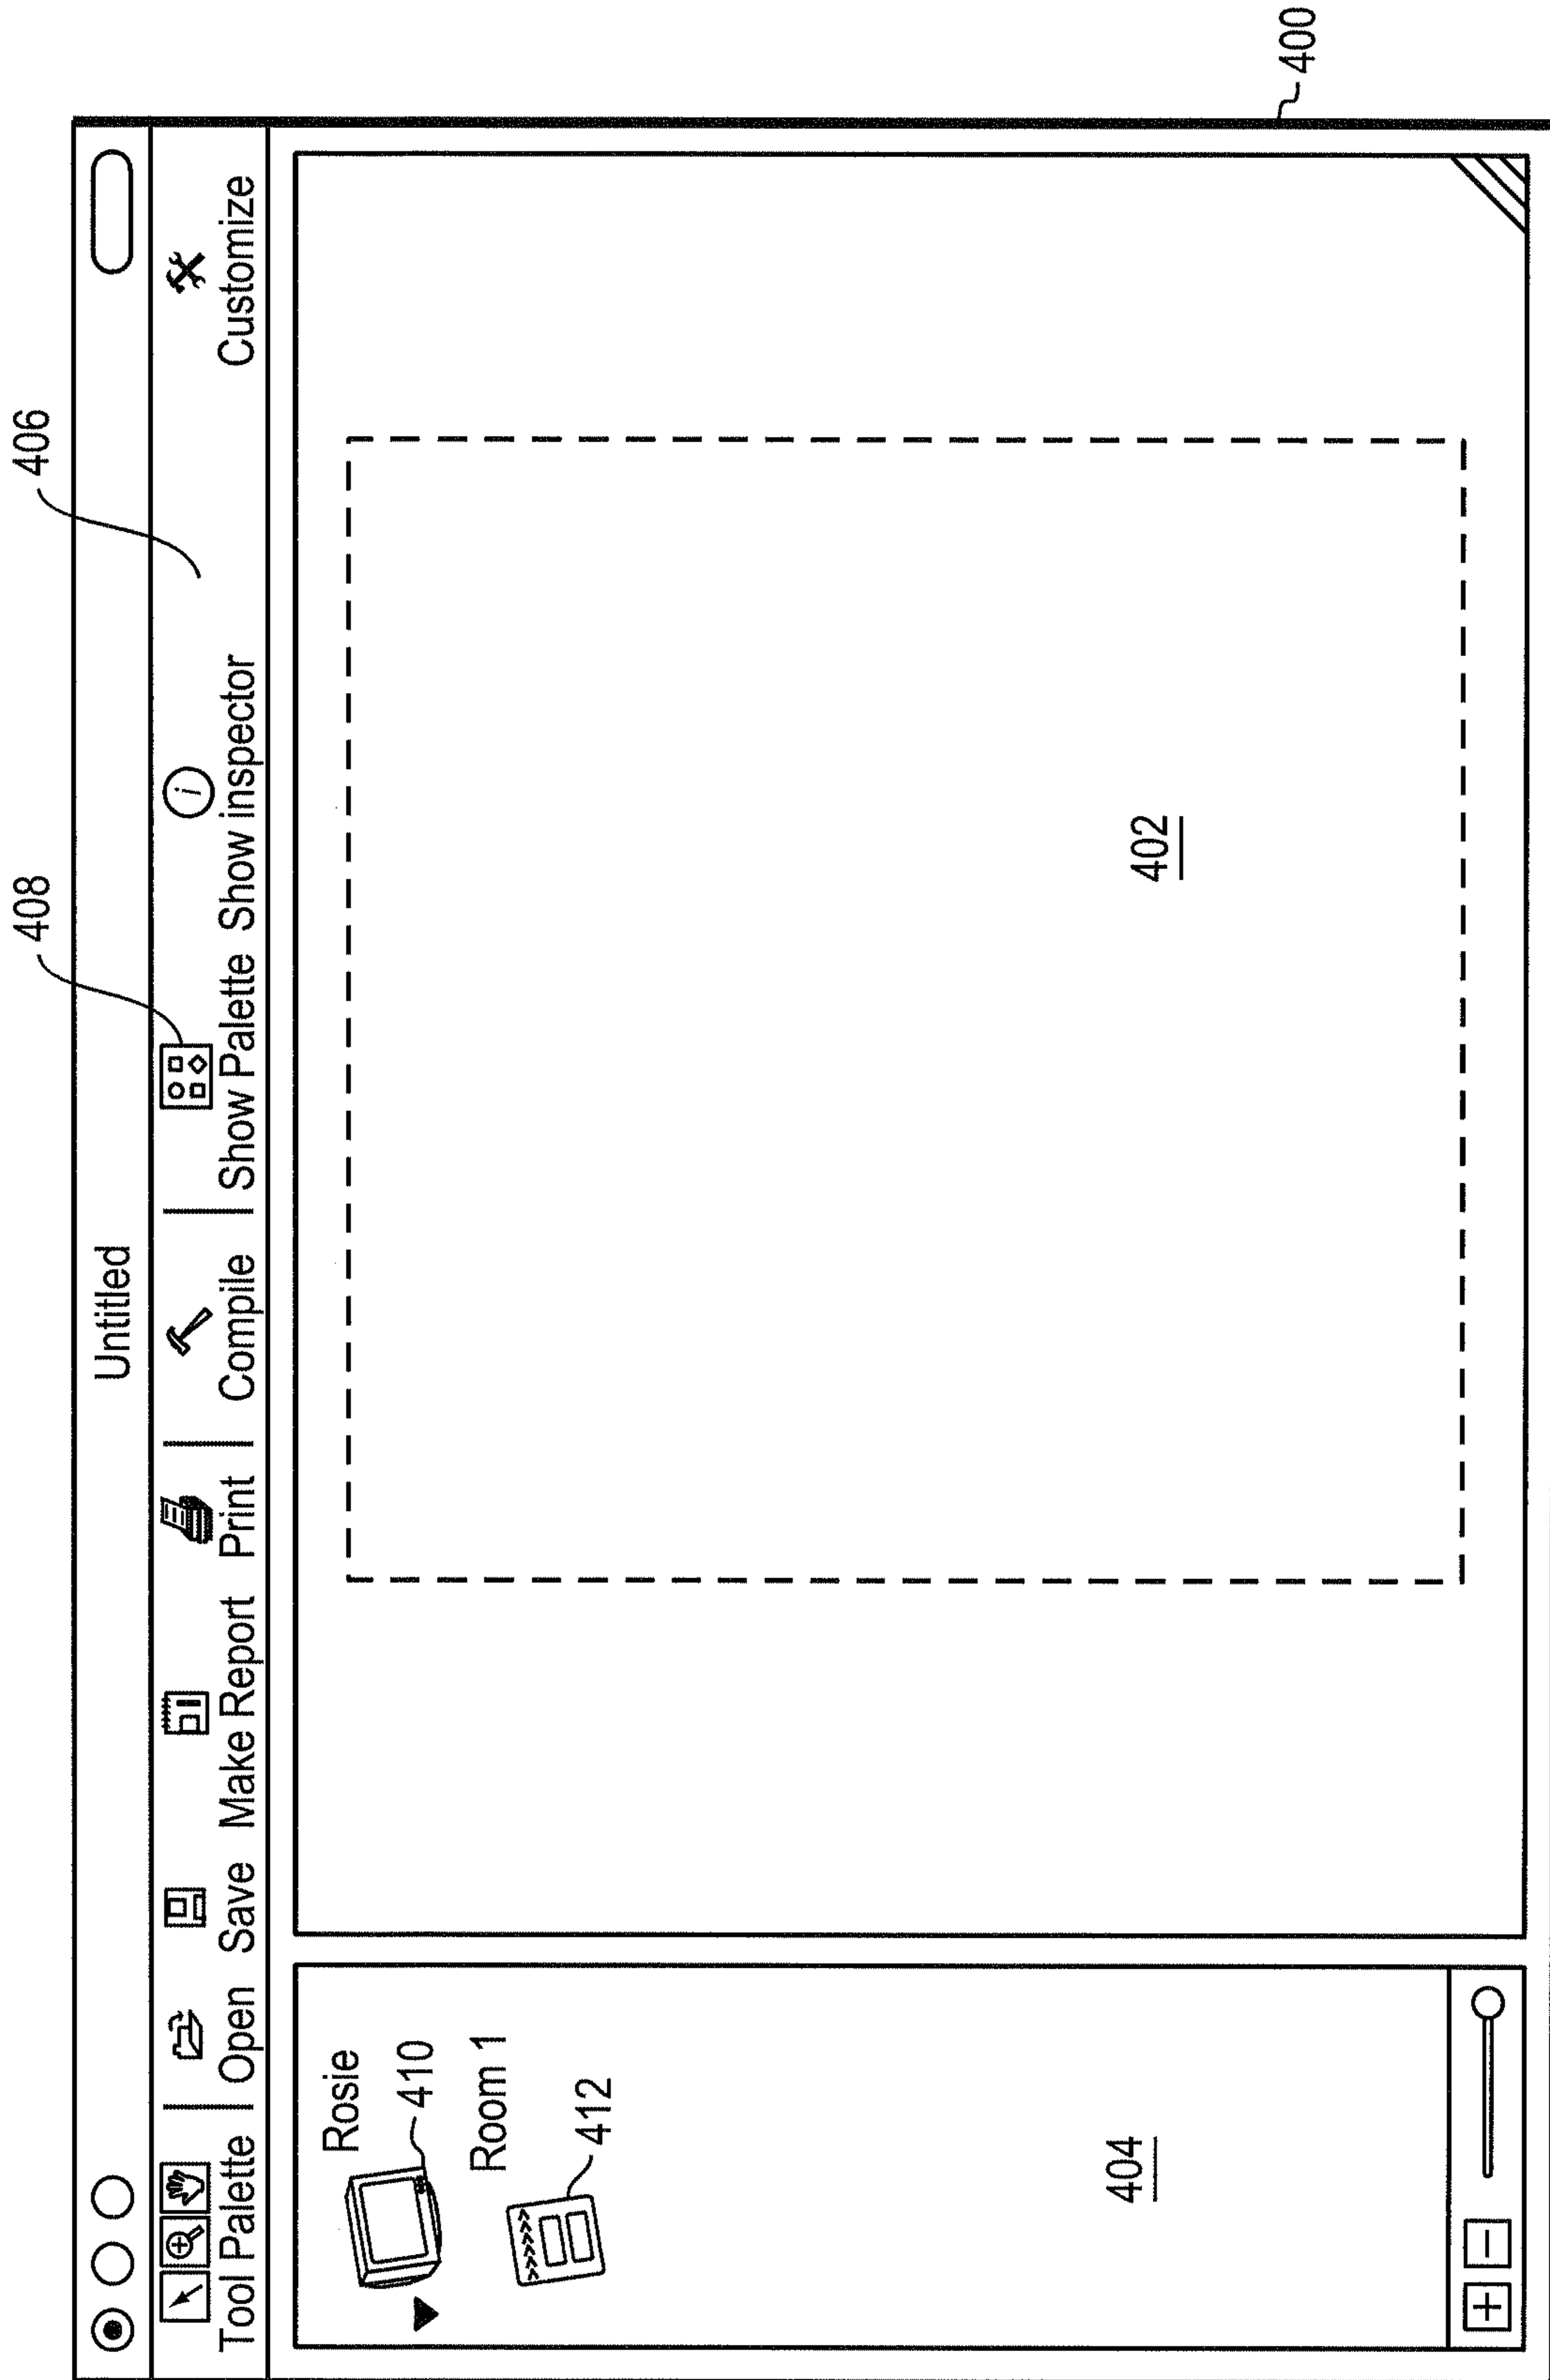 406
408
Untitled
Tool Palette Open Save Make Report Print Compile Show Palette Show inspector Customize
Rosie
410
Room 1
412
404
402
400